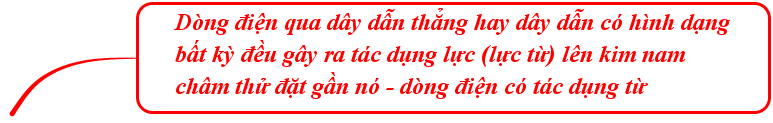 Dòng điện qua dây dẫn thẳng hay dây dẫn có hình dạng
bất kỳ đều gây ra tác dụng lực (lực từ) lên kim nam
châm thử đặt gần nó - dòng điện có tác dụng từ